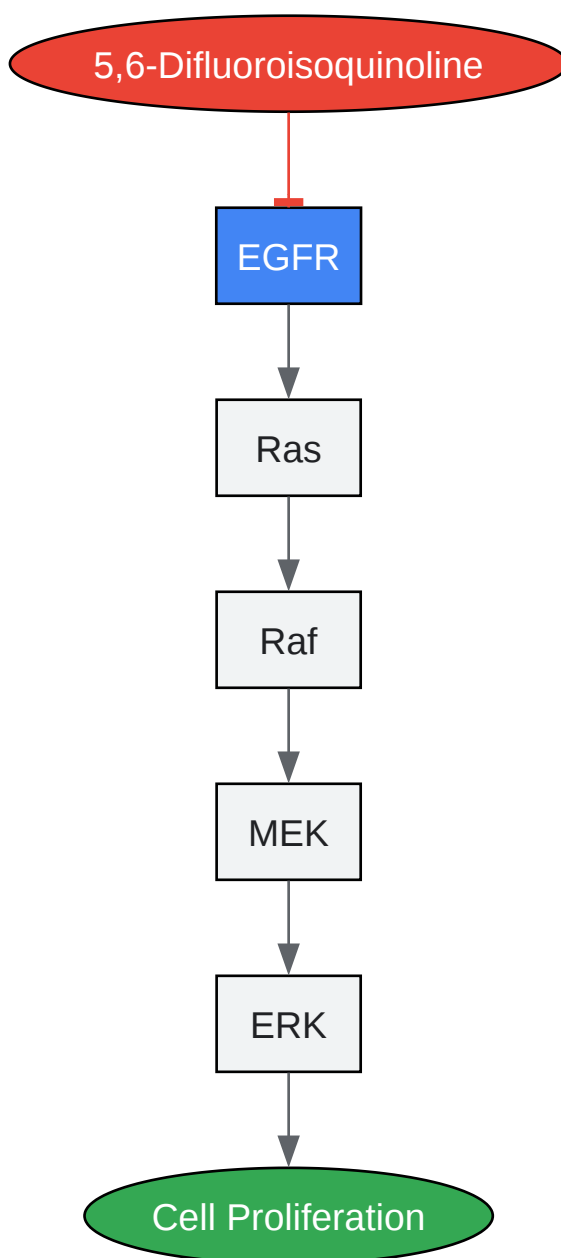 5,6-Difluoroisoquinoline
EGFR
Ras
Raf
MEK
ERK
Cell Proliferation